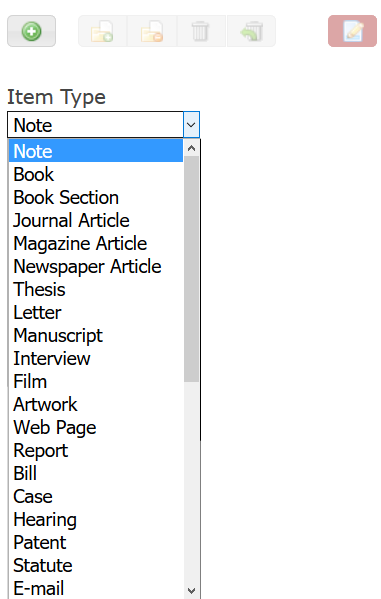 Item Type
Note
Note
Book
Book Section
Journal Article
Magazine Article
Newspaper Article
Thesis
Letter
Manuscript
Interview
Film
Artwork
Web Page
Report
Bill
Case
Hearing
Patent
Statute
E-mail